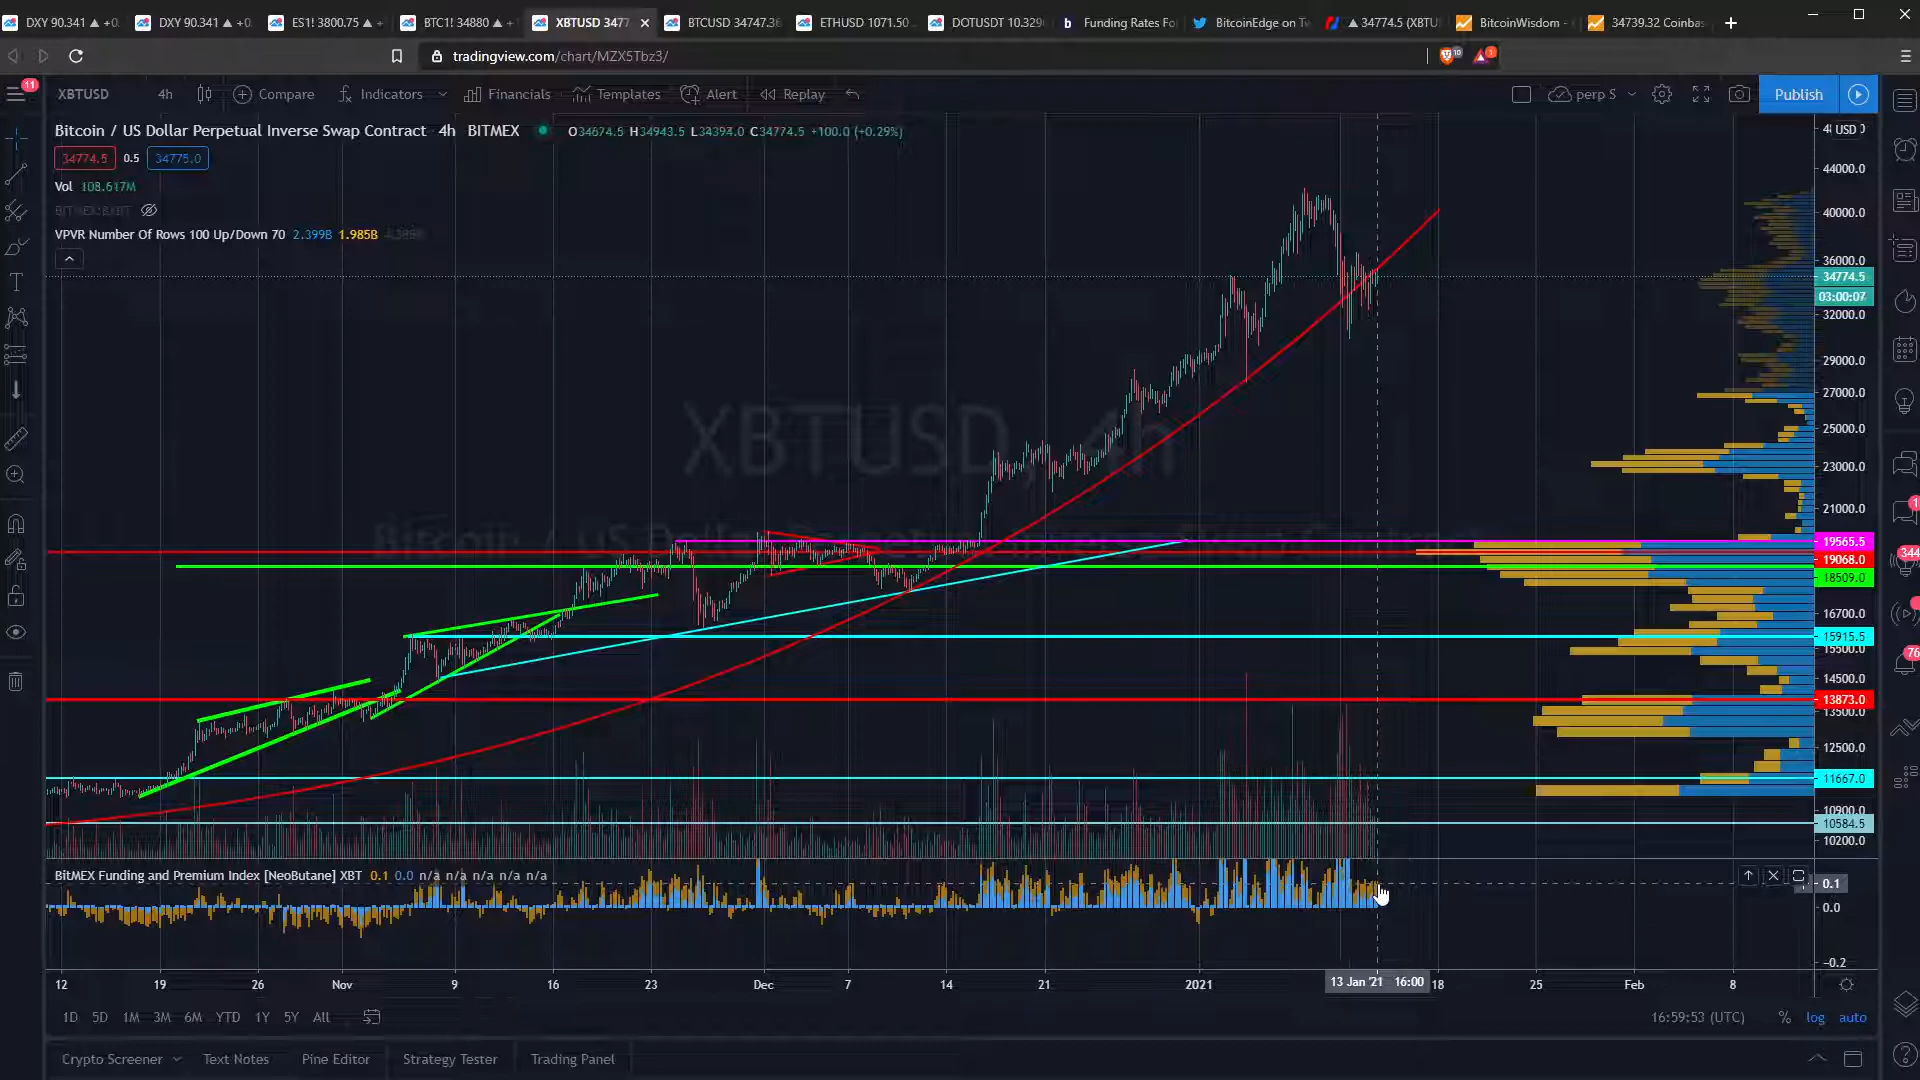 DXY 90.341 ▲ +0.
DXY 90.341 ▲ +0.
ES1! 3800.75 ▲ +
BTC1! 34880 ▲ +
XBTUSD 3477
BTCUSD 34747.36
ETHUSD 1071.50
DOTUSDT 10.329
Funding Rates Fo
BitcoinEdge on Tw
▲ 34774.5 (XBTU
BitcoinWisdom -
34739.32 Coinbas
tradingview.com/chart/MZX5Tbz3/
10
1
11
XBTUSD
4h
Compare
Indicators
Financials
Templates
Alert
Replay
perp S
Publish
Bitcoin / US Dollar Perpetual Inverse Swap Contract 4h BITMEX
O34674.5 H34943.5 L34394.0 C34774.5 +100.0 (+0.29%)
34774.5 0.5 34775.0
Vol 108.617M
VPVR Number Of Rows 100 Up/Down 70 2.399B 1.985B
XBTUSD, 4h
USD
44000.0
40000.0
36000.0
34774.5
03:00:07
32000.0
29000.0
27000.0
25000.0
23000.0
21000.0
19565.5
19068.0
18509.0
16700.0
15915.5
15500.0
14500.0
13873.0
13500.0
12500.0
11667.0
10900.0
10584.5
10200.0
BitMEX Funding and Premium Index [NeoButane] XBT 0.1 0.0 n/a n/a n/a n/a n/a
0.1
0.0
−0.2
12 19 26 Nov 9 16 23 Dec 7 14 21 2021 13 Jan '21 16:00 18 25 Feb 8
1D 5D 1M 3M 6M YTD 1Y 5Y All
16:59:53 (UTC) % log auto
Crypto Screener Text Notes Pine Editor Strategy Tester Trading Panel
1
344
76